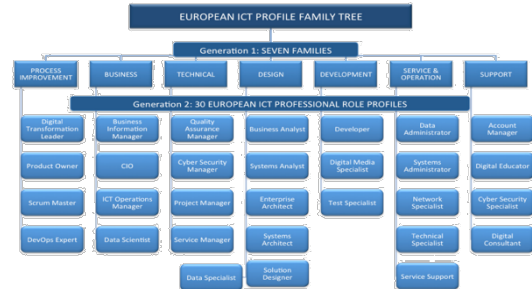 EUROPEAN ICT PROFILE FAMILY TREE
Generation 1: SEVEN FAMILIES
PROCESS
IMPROVEMENT
BUSINESS
TECHNICAL
DESIGN
DEVELOPMENT
SERVICE &
OPERATION
SUPPORT
Generation 2: 30 EUROPEAN ICT PROFESSIONAL ROLE PROFILES
Digital
Transformation
Leader
Business
Information
Manager
Quality
Assurance
Manager
Business Analyst
Developer
Data
Administrator
Account Manager
Product Owner
CIO
Cyber Security
Manager
Systems Analyst
Digital Media
Specialist
Systems
Administrator
Digital Educator
Scrum Master
ICT Operations
Manager
Project Manager
Enterprise
Architect
Test Specialist
Network
Specialist
Cyber Security
Specialist
DevOps Expert
Data Scientist
Service Manager
Systems
Architect
Technical
Specialist
Digital
Consultant
Data Specialist
Solution
Designer
Service Support